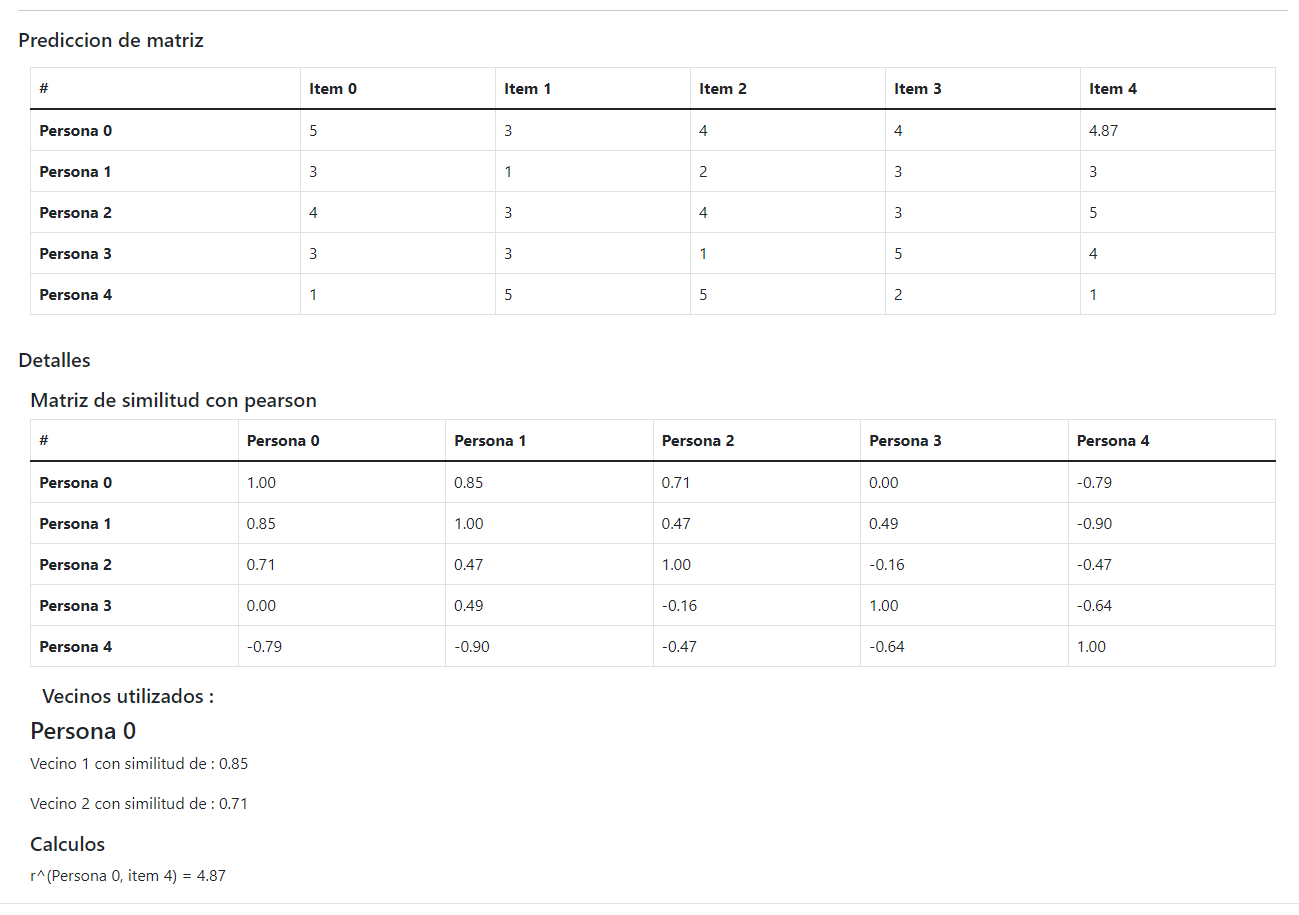 Prediccion de matriz
# Item 0 Item 1 Item 2 Item 3 Item 4
Persona 0 5 3 4 4 4.87
Persona 1 3 1 2 3 3
Persona 2 4 3 4 3 5
Persona 3 3 3 1 5 4
Persona 4 1 5 5 2 1
Detalles
Matriz de similitud con pearson
# Persona 0 Persona 1 Persona 2 Persona 3 Persona 4
Persona 0 1.00 0.85 0.71 0.00 -0.79
Persona 1 0.85 1.00 0.47 0.49 -0.90
Persona 2 0.71 0.47 1.00 -0.16 -0.47
Persona 3 0.00 0.49 -0.16 1.00 -0.64
Persona 4 -0.79 -0.90 -0.47 -0.64 1.00
Vecinos utilizados :
Persona 0
Vecino 1 con similitud de : 0.85
Vecino 2 con similitud de : 0.71
Calculos
r^(Persona 0, item 4) = 4.87